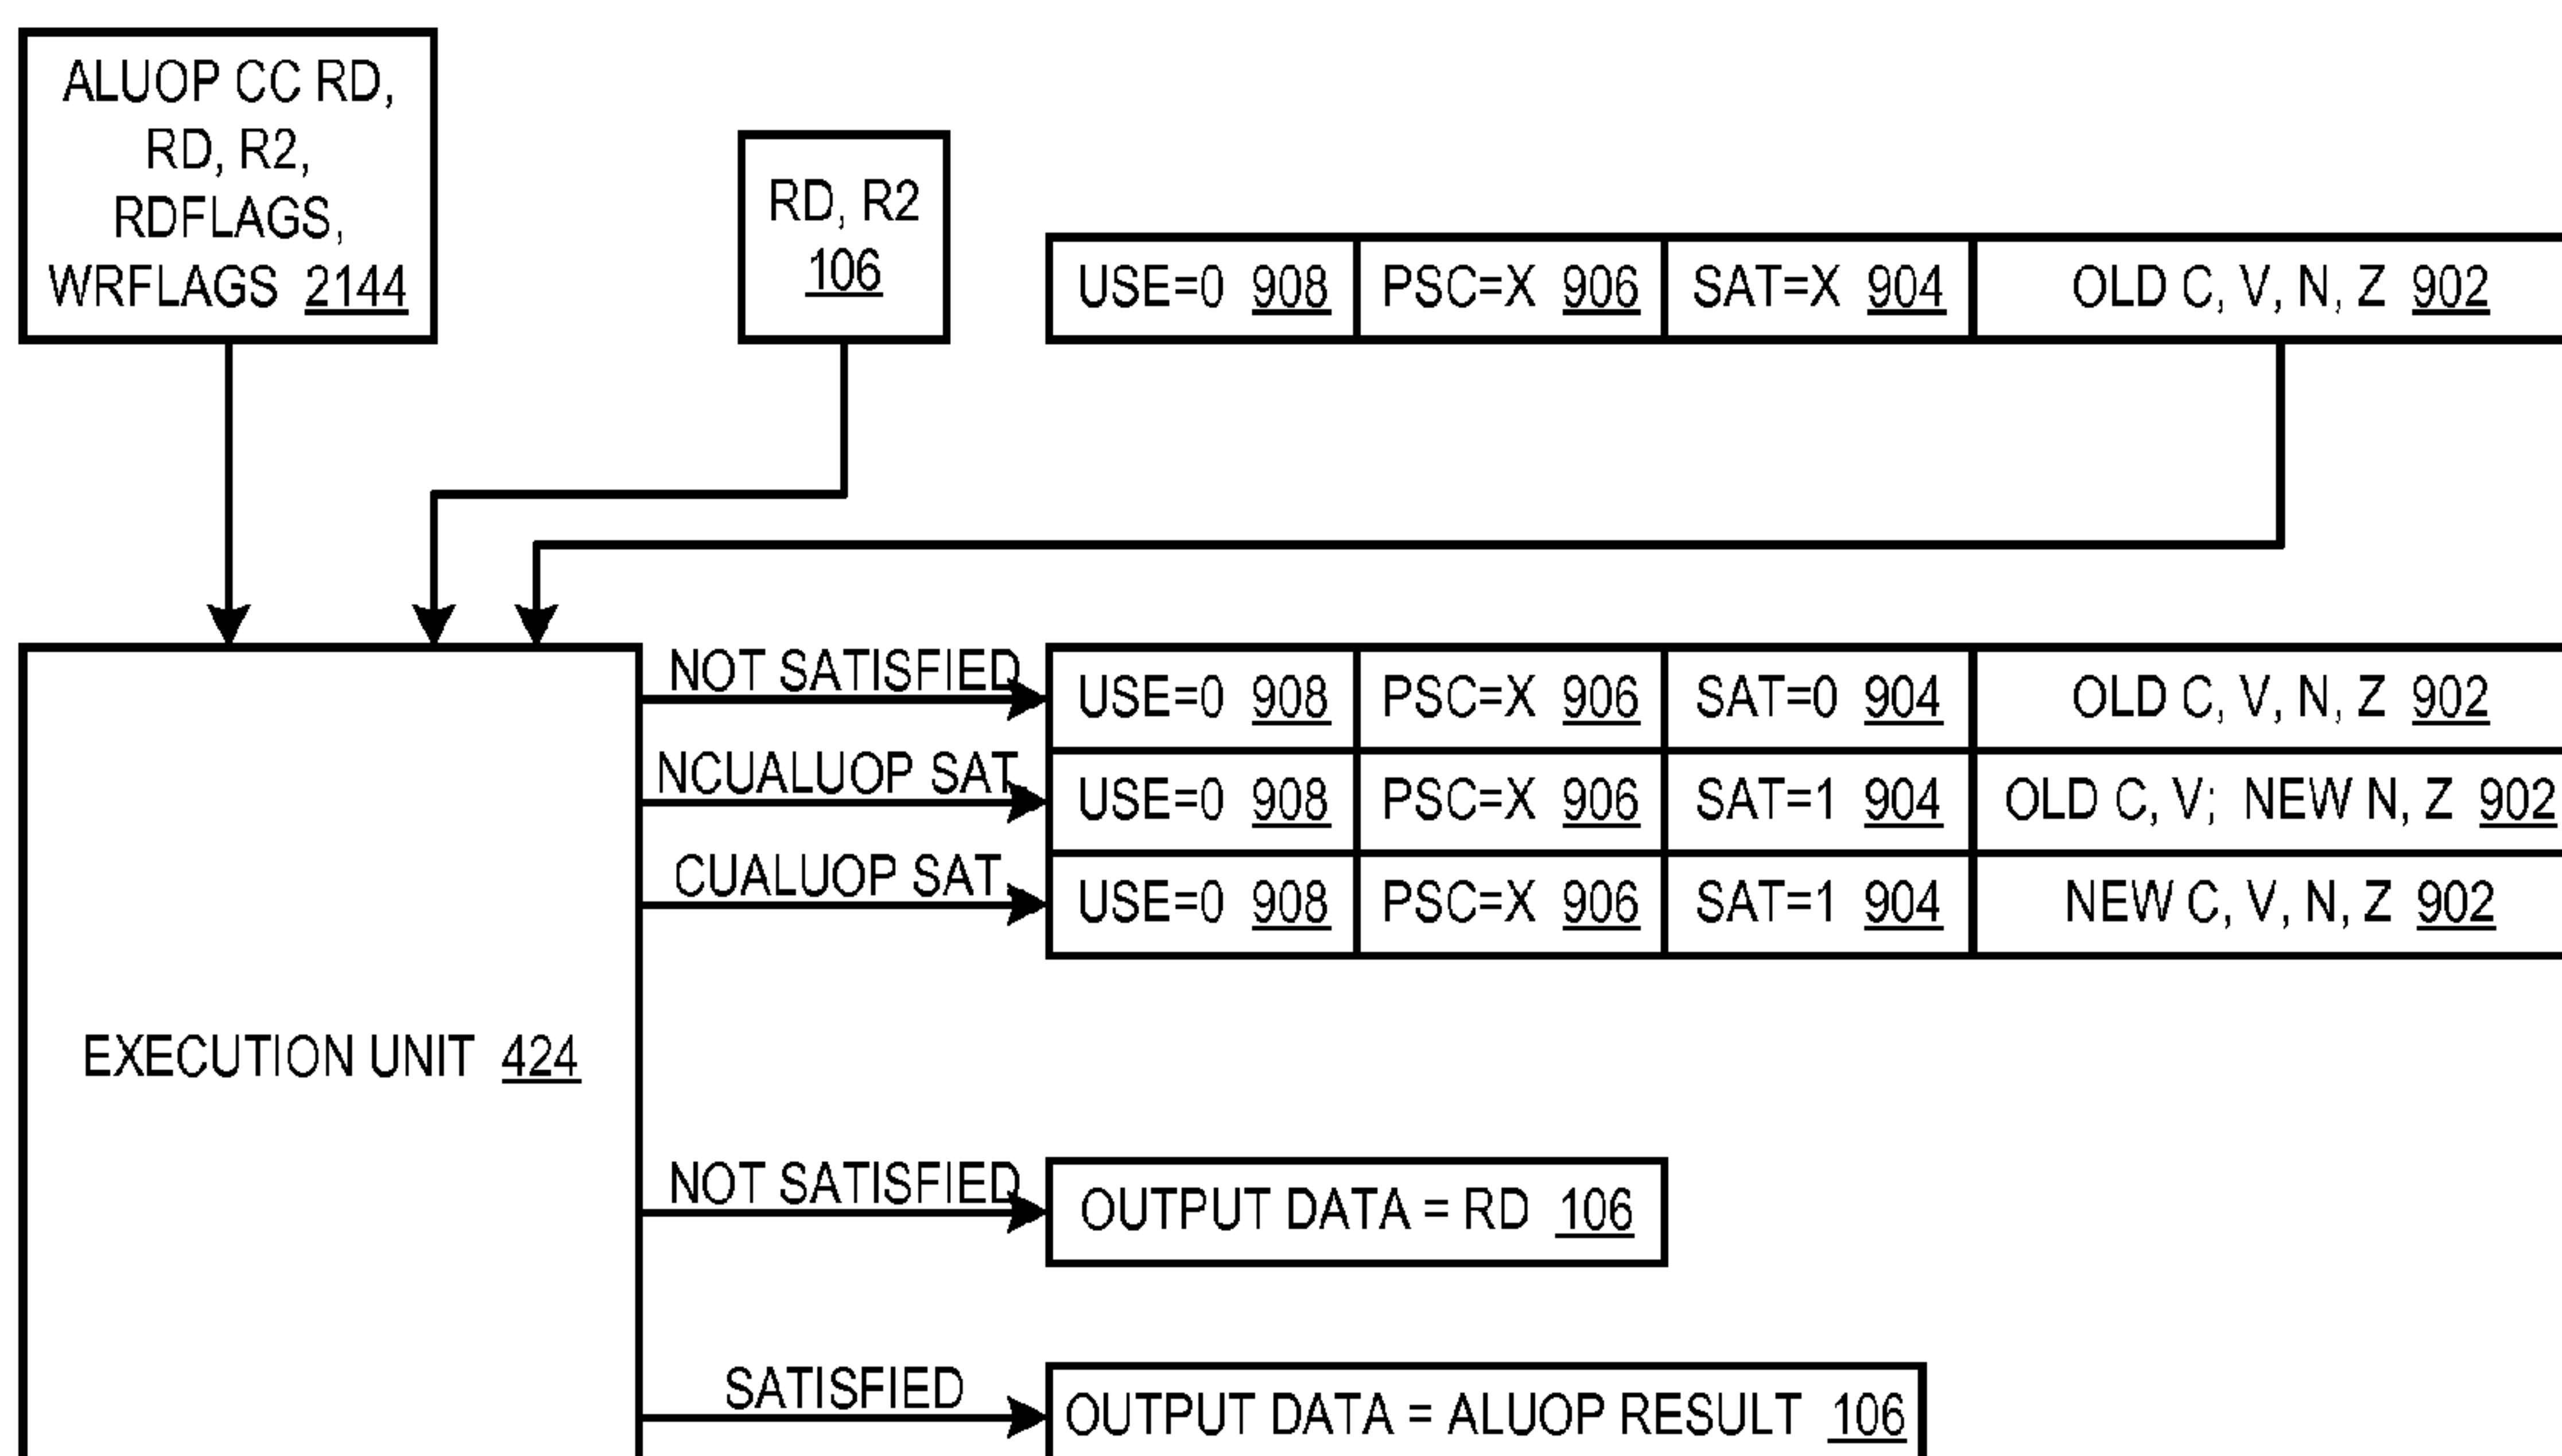 ALUOP CC RD,
RD, R2,
RDFLAGS,
WRFLAGS 2144
RD, R2
106
USE=0 908 PSC=X 906 SAT=X 904 OLD C, V, N, Z 902
NOT SATISFIED USE=0 908 PSC=X 906 SAT=0 904 OLD C, V, N, Z 902
NCUALUOP SAT USE=0 908 PSC=X 906 SAT=1 904 OLD C, V; NEW N, Z 902
CUALUOP SAT USE=0 908 PSC=X 906 SAT=1 904 NEW C, V, N, Z 902
EXECUTION UNIT 424
NOT SATISFIED OUTPUT DATA = RD 106
SATISFIED OUTPUT DATA = ALUOP RESULT 106